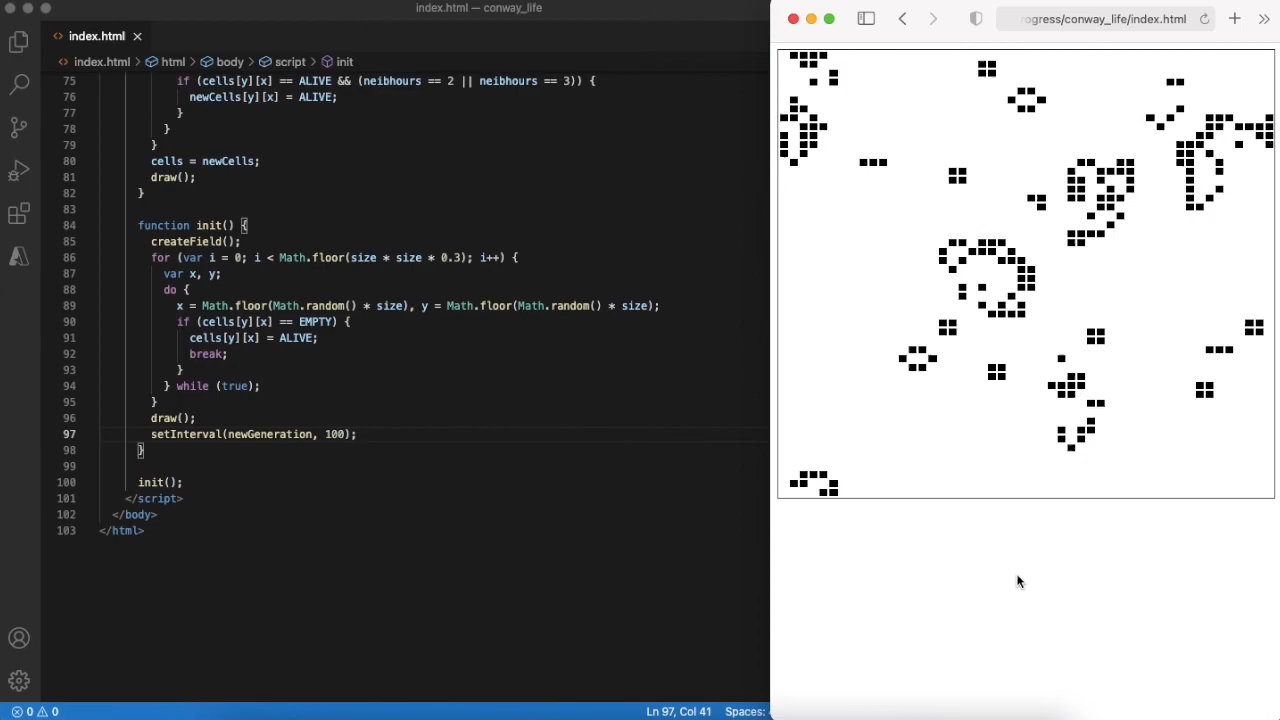 index.html — conway_life
index.html
index.html > html > body > script > init
75 if (cells[y][x] == ALIVE && (neibhours == 2 || neibhours == 3)) {
76 newCells[y][x] = ALIVE;
77 }
78 }
79 }
80 cells = newCells;
81 draw();
82 }
83
84 function init() {
85 createField();
86 for (var i = 0; i < Math.floor(size * size * 0.3); i++) {
87 var x, y;
88 do {
89 x = Math.floor(Math.random() * size), y = Math.floor(Math.random() * size);
90 if (cells[y][x] == EMPTY) {
91 cells[y][x] = ALIVE;
92 break;
93 }
94 } while (true);
95 }
96 draw();
97 setInterval(newGeneration, 100);
98 }
99
100 init();
101 </script>
102 </body>
103 </html>
0 0
Ln 97, Col 41 Spaces:
rogress/conway_life/index.html